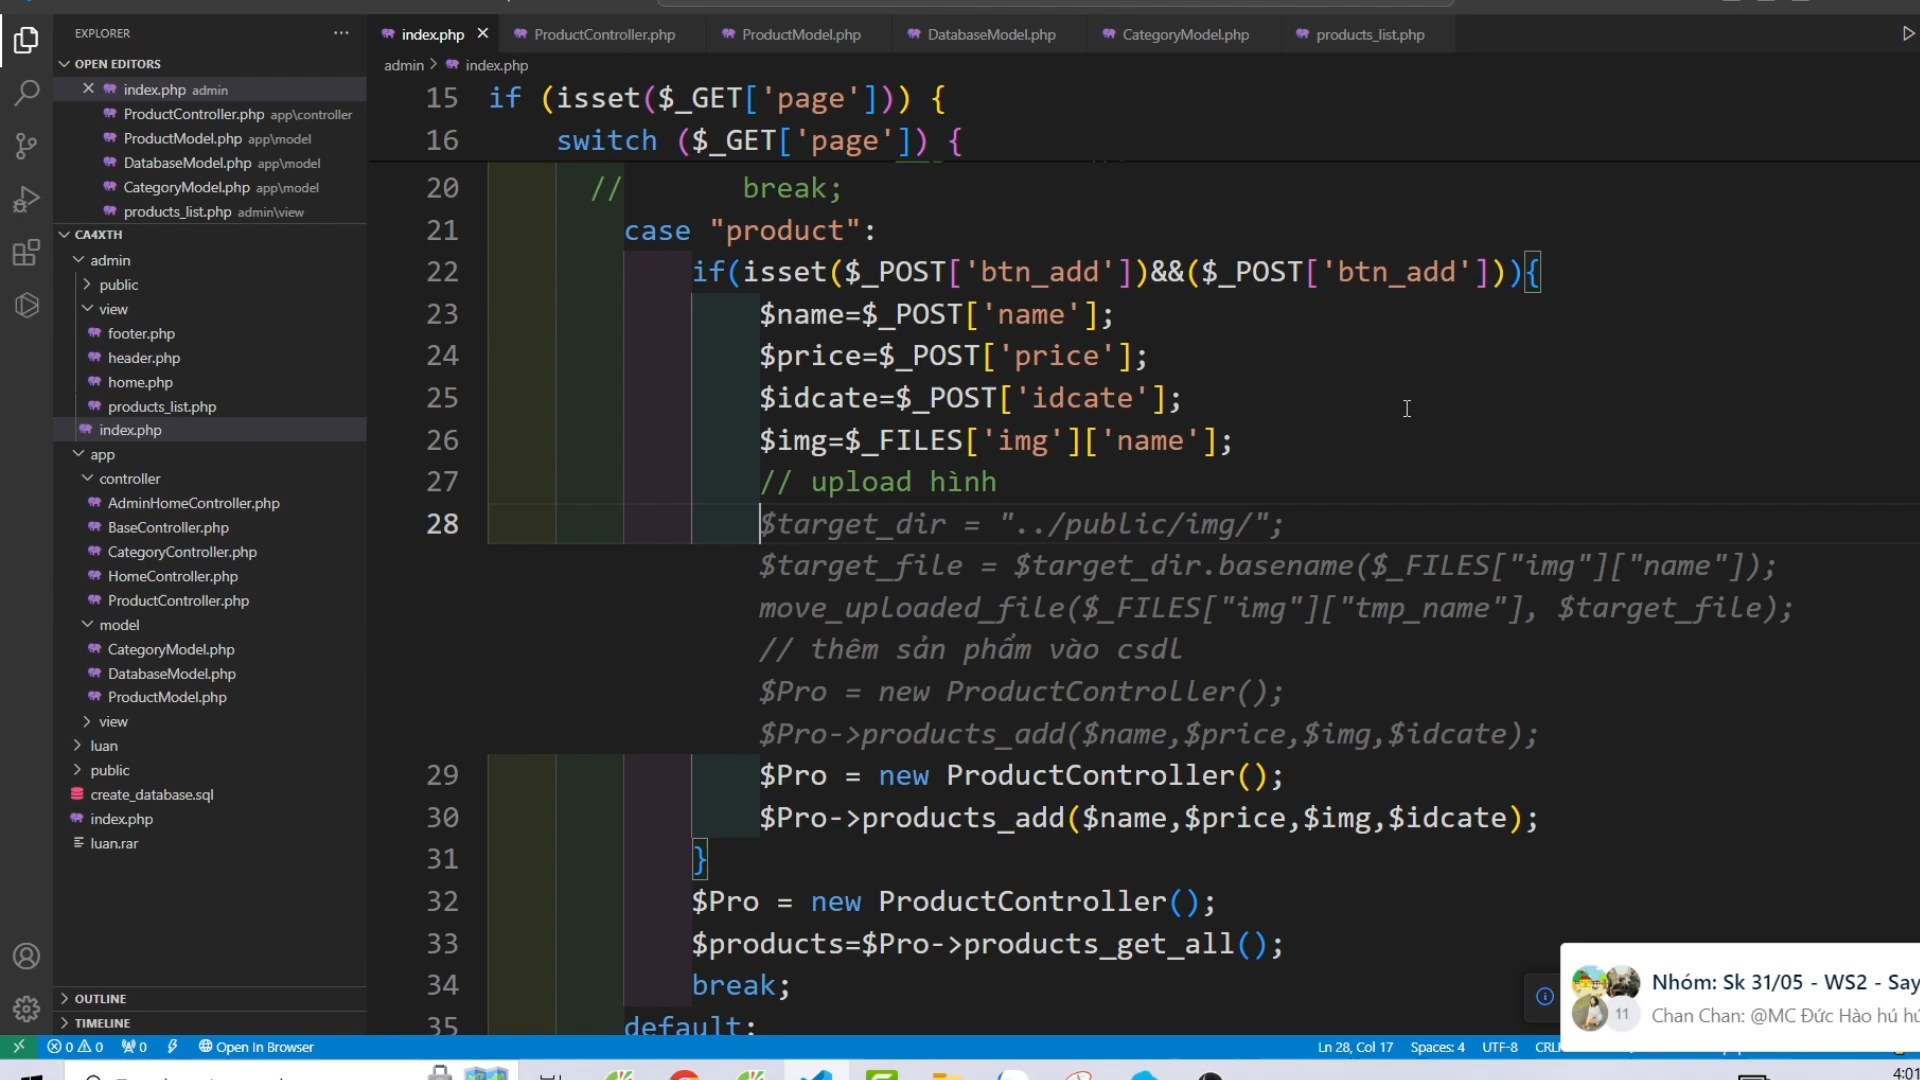 EXPLORER
OPEN EDITORS
index.php admin
ProductController.php app\controller
ProductModel.php app\model
DatabaseModel.php app\model
CategoryModel.php app\model
products_list.php admin\view
CA4XTH
admin
public
view
footer.php
header.php
home.php
products_list.php
index.php
app
controller
AdminHomeController.php
BaseController.php
CategoryController.php
HomeController.php
ProductController.php
model
CategoryModel.php
DatabaseModel.php
ProductModel.php
view
luan
public
create_database.sql
index.php
luan.rar
OUTLINE
TIMELINE
index.php ProductController.php ProductModel.php DatabaseModel.php CategoryModel.php products_list.php
admin > index.php
15 if (isset($_GET['page'])) {
16 switch ($_GET['page']) {
20 // break;
21 case "product":
22 if(isset($_POST['btn_add'])&&($_POST['btn_add'])){
23 $name=$_POST['name'];
24 $price=$_POST['price'];
25 $idcate=$_POST['idcate'];
26 $img=$_FILES['img']['name'];
27 // upload hình
28 $target_dir = "../public/img/";
$target_file = $target_dir.basename($_FILES["img"]["name"]);
move_uploaded_file($_FILES["img"]["tmp_name"], $target_file);
// thêm sản phẩm vào csdl
$Pro = new ProductController();
$Pro->products_add($name,$price,$img,$idcate);
29 $Pro = new ProductController();
30 $Pro->products_add($name,$price,$img,$idcate);
31 }
32 $Pro = new ProductController();
33 $products=$Pro->products_get_all();
34 break;
35 default:
Nhóm: Sk 31/05 - WS2 - Say
11 Chan Chan: @MC Đức Hào hú hú
0 0 0 Open In Browser Ln 28, Col 17 Spaces: 4 UTF-8 CRL
4:01